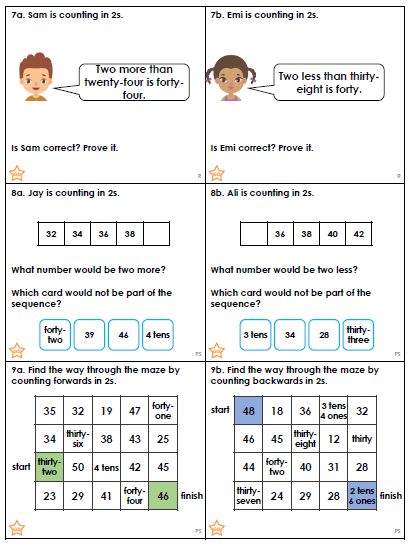 7a. Sam is counting in 2s.
Two more than
twenty-four is forty-
four.
Is Sam correct? Prove it.
R
7b. Emi is counting in 2s.
Two less than thirty-
eight is forty.
Is Emi correct? Prove it.
R
8a. Jay is counting in 2s.
32 34 36 38
What number would be two more?
Which card would not be part of the
sequence?
forty-
two
39 46 4 tens
PS
8b. Ali is counting in 2s.
36 38 40 42
What number would be two less?
Which card would not be part of the
sequence?
3 tens 34 28
thirty-
three
PS
9a. Find the way through the maze by
counting forwards in 2s.
35 32 19 47
forty-
one
34
thirty-
six
38 43 25
start
thirty-
two
50 4 tens 42 45
23 29 41
forty-
four
46 finish
PS
9b. Find the way through the maze by
counting backwards in 2s.
start 48 18 36
3 tens
4 ones
32
46 45
thirty-
eight
12 thirty
44
forty-
two
40 31 28
thirty-
seven
24 29 28
2 tens
6 ones
finish
PS